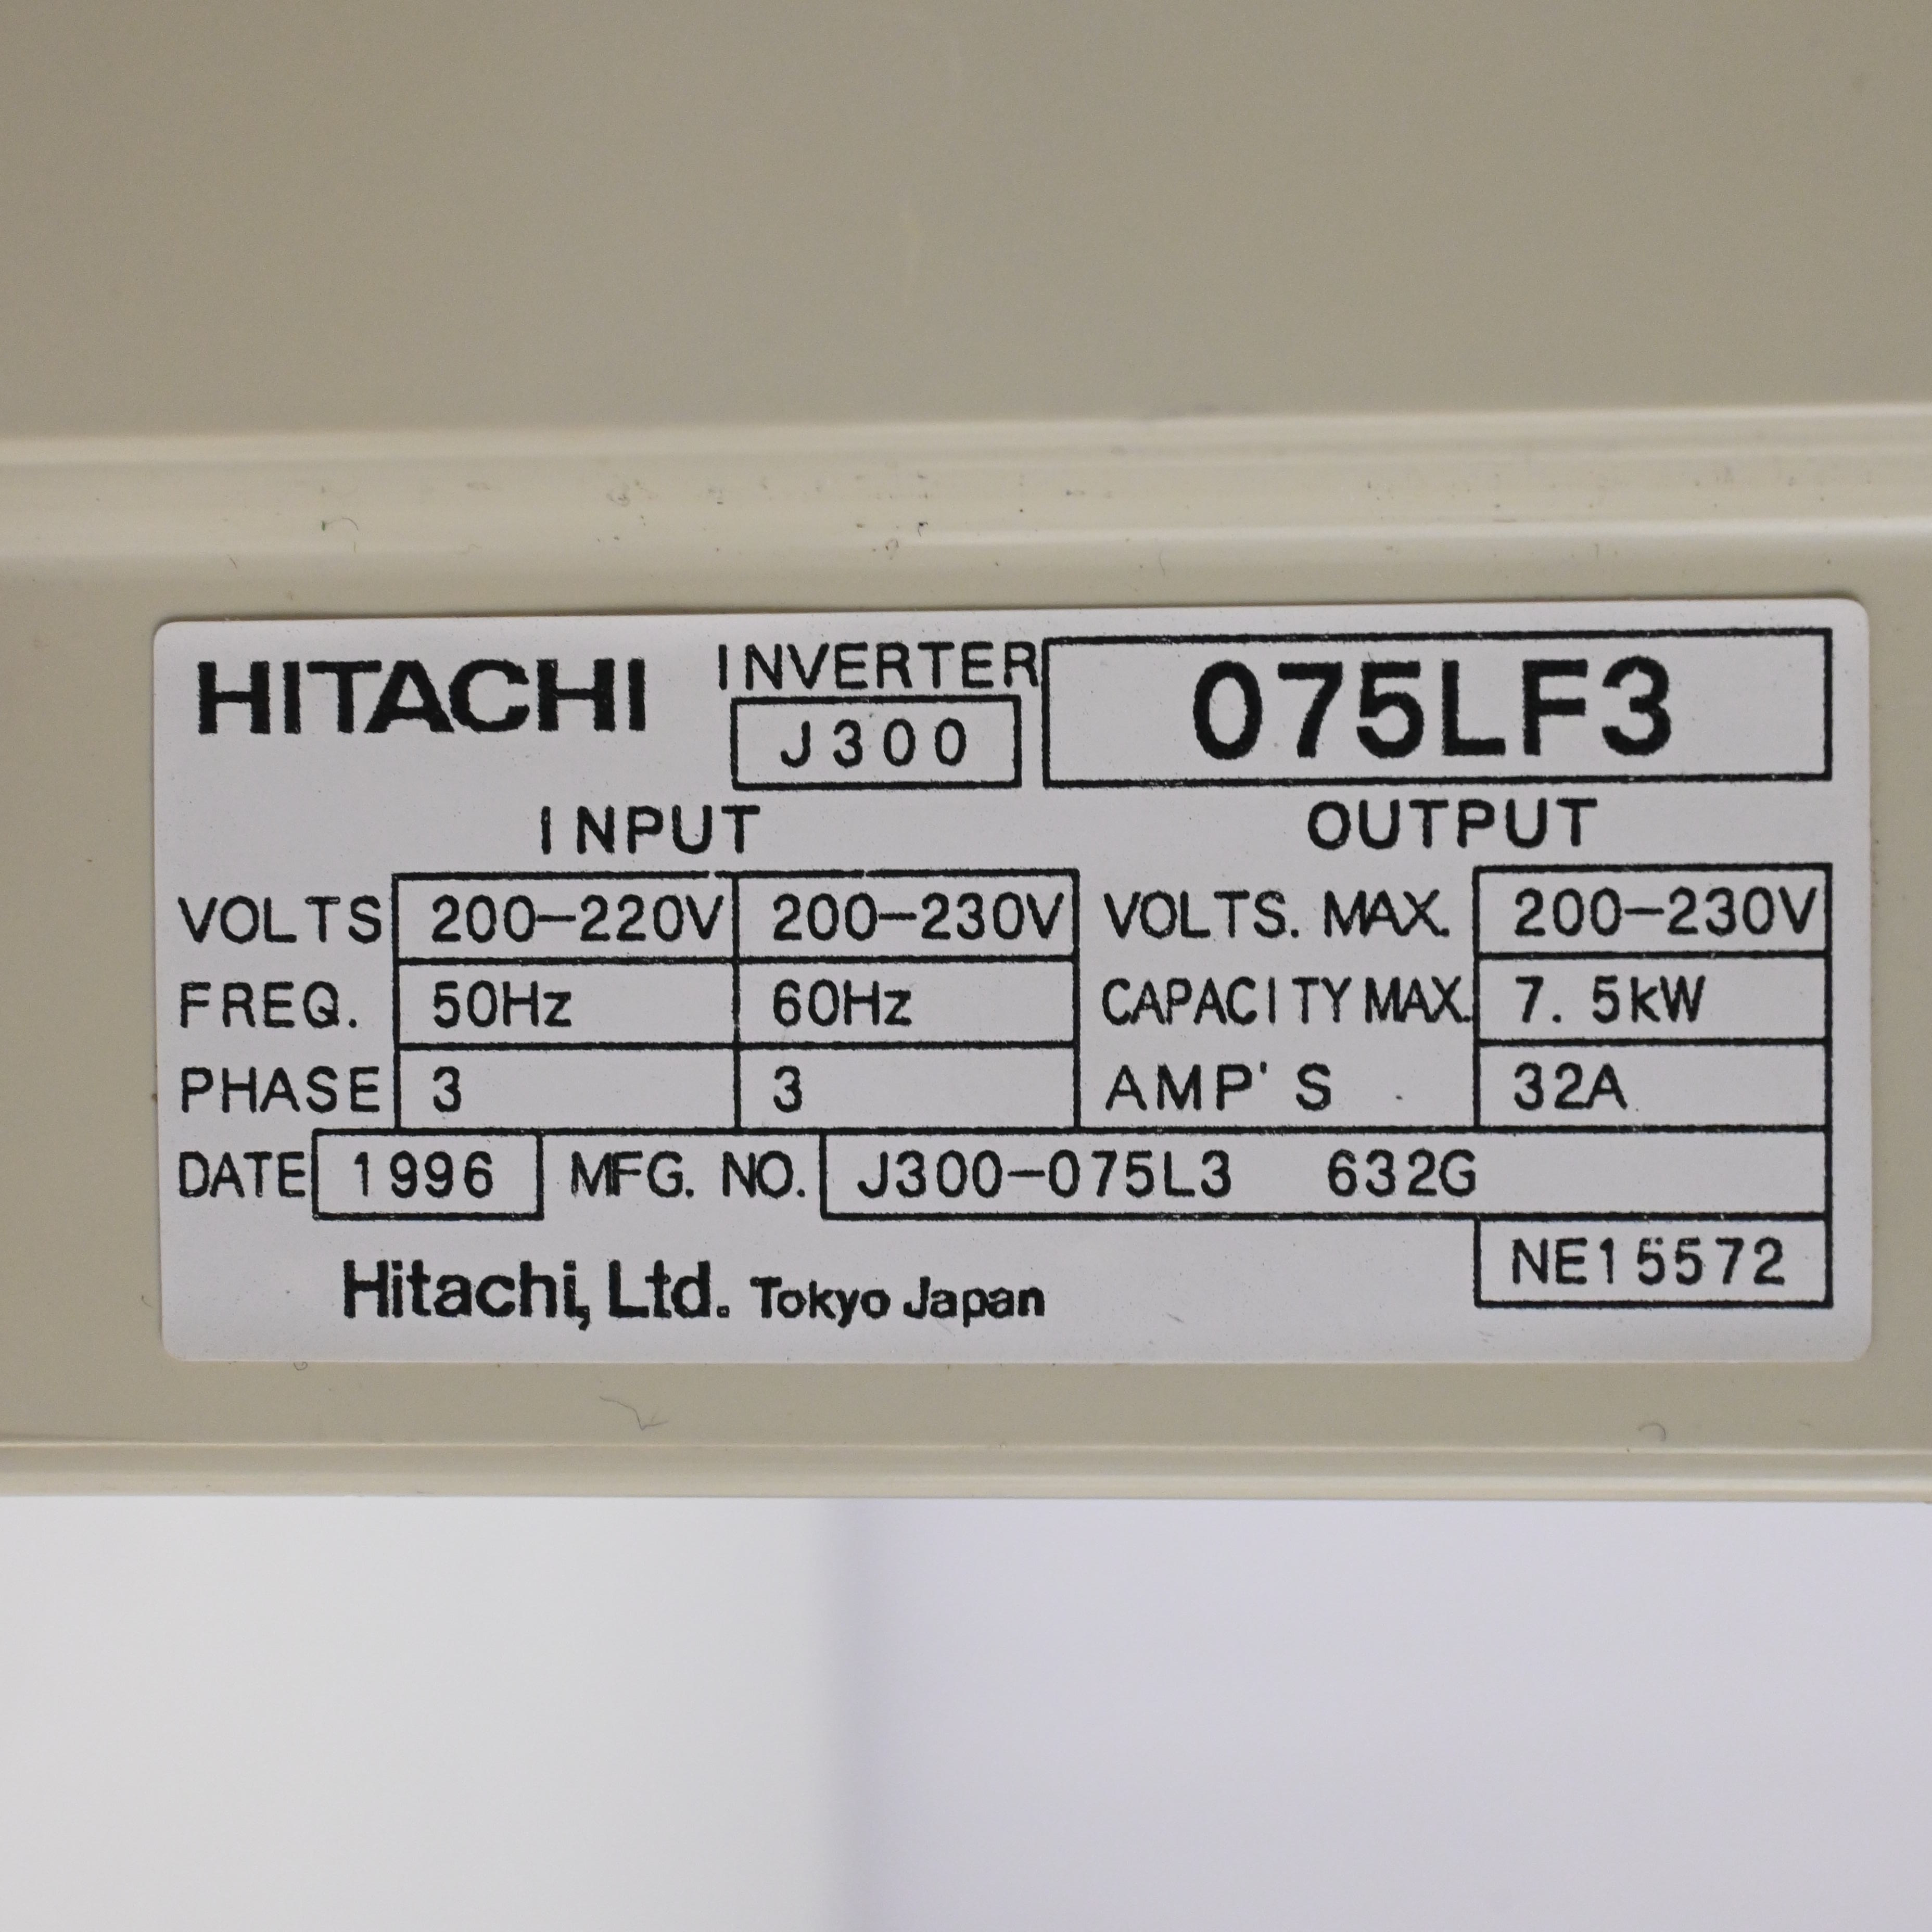 HITACHI INVERTER J300 075LF3
INPUT OUTPUT
VOLTS 200-220V 200-230V VOLTS. MAX. 200-230V
FREQ. 50Hz 60Hz CAPACITY MAX. 7.5kW
PHASE 3 3 AMP'S 32A
DATE 1996 MFG. NO. J300-075L3 632G
NE15572
Hitachi, Ltd. Tokyo Japan